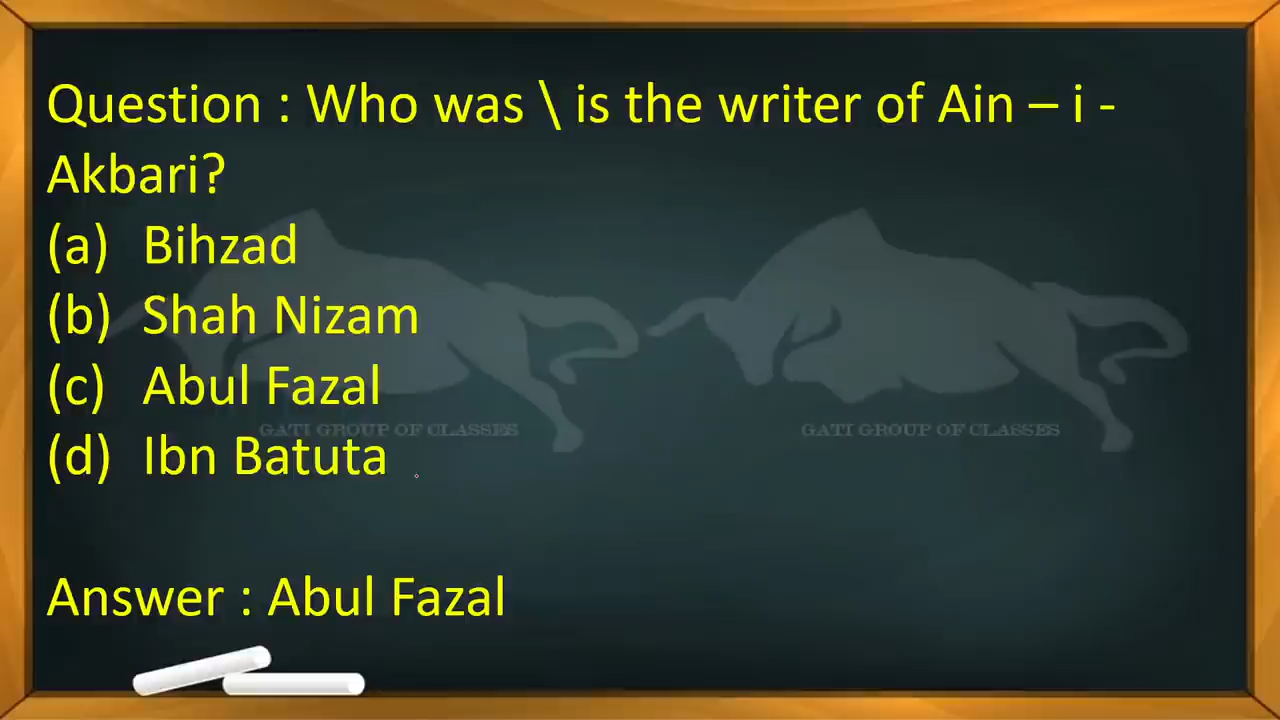 Question : Who was \ is the writer of Ain – i -
Akbari?
(a) Bihzad
(b) Shah Nizam
(c) Abul Fazal
(d) Ibn Batuta
GATI GROUP OF CLASSES GATI GROUP OF CLASSES
Answer : Abul Fazal